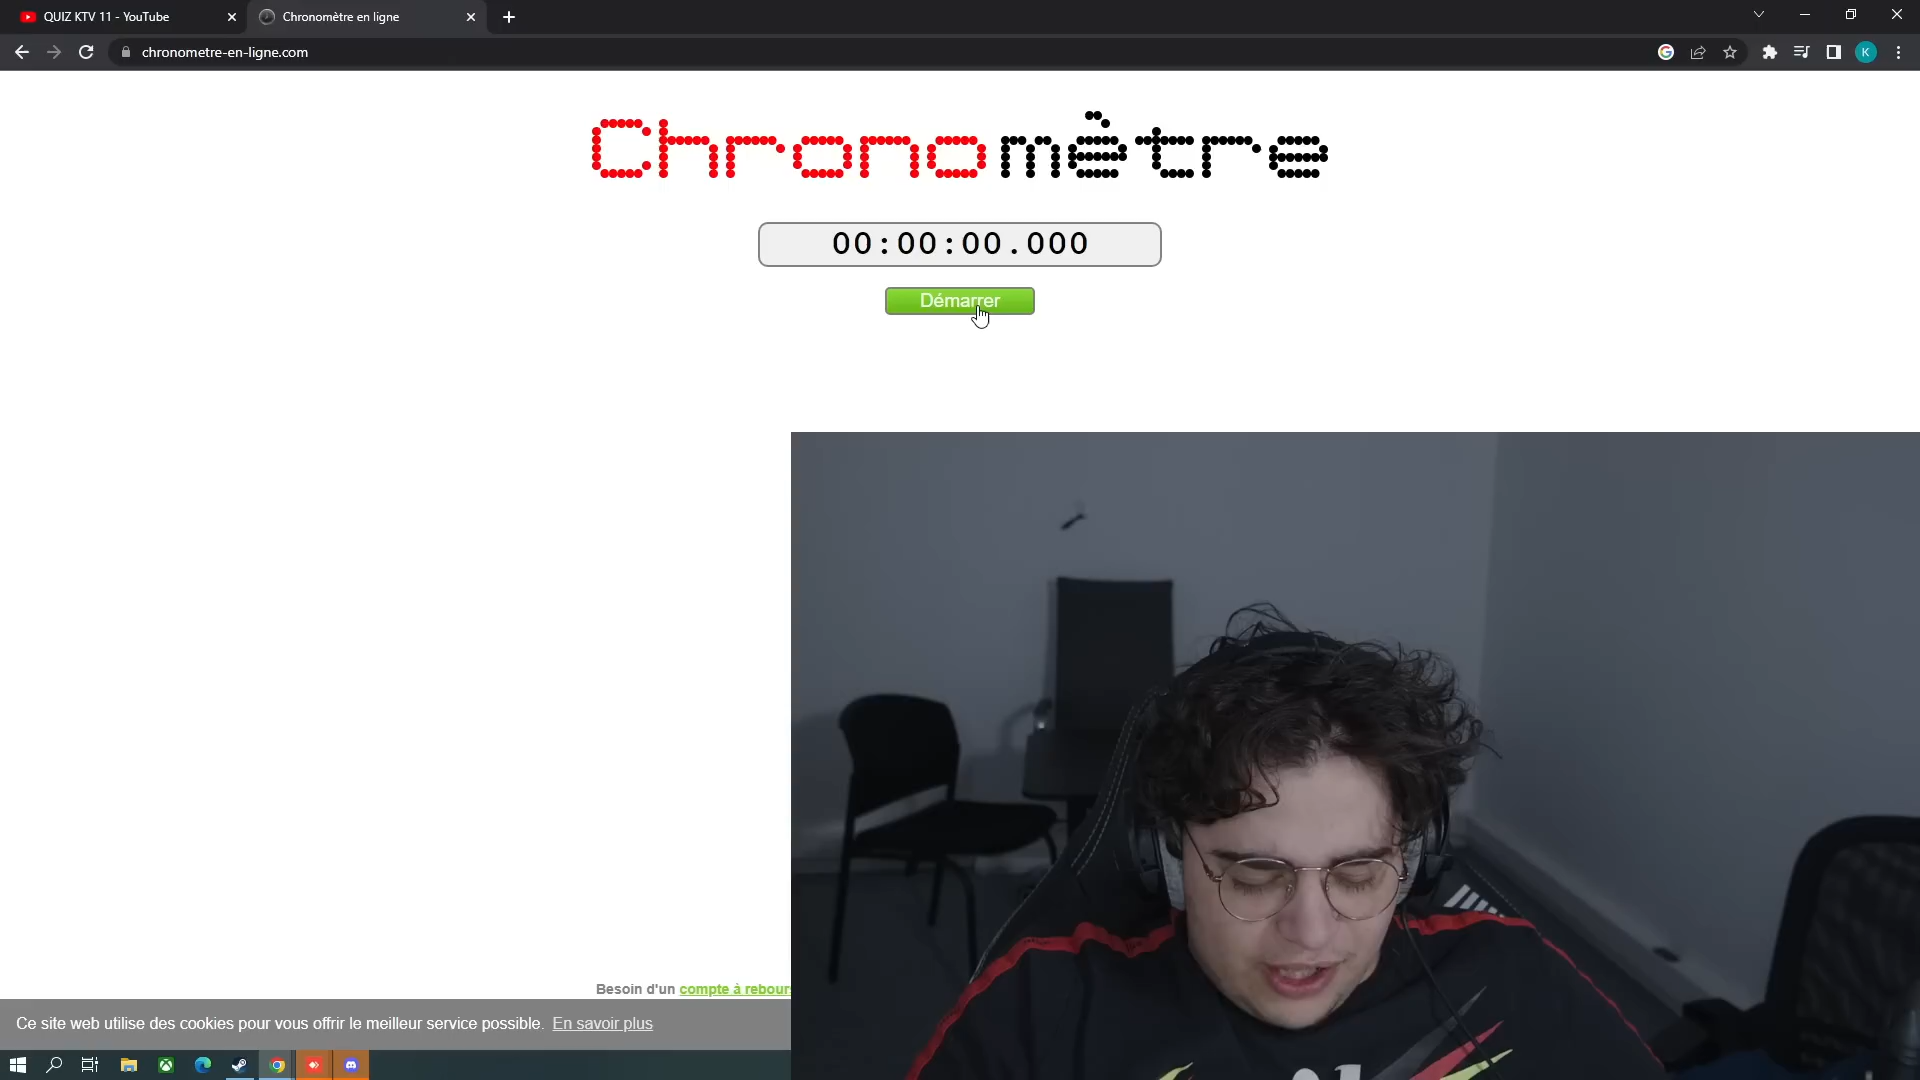 QUIZ KTV 11 - YouTube
Chronomètre en ligne
chronometre-en-ligne.com
K
Chronomètre
00:00:00.000
Démarrer
Besoin d'un compte à rebours
Ce site web utilise des cookies pour vous offrir le meilleur service possible. En savoir plus